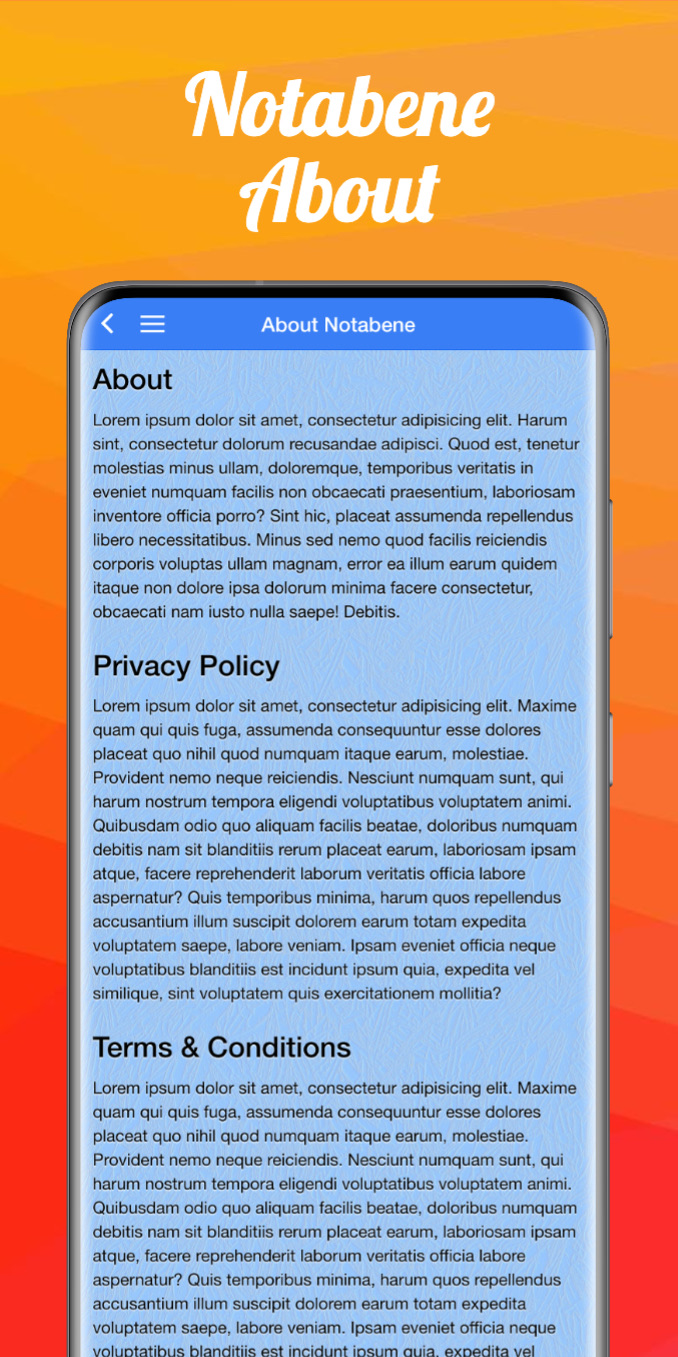 Notabene
About
About Notabene
About
Lorem ipsum dolor sit amet, consectetur adipisicing elit. Harum
sint, consectetur dolorum recusandae adipisci. Quod est, tenetur
molestias minus ullam, doloremque, temporibus veritatis in
eveniet numquam facilis non obcaecati praesentium, laboriosam
inventore officia porro? Sint hic, placeat assumenda repellendus
libero necessitatibus. Minus sed nemo quod facilis reiciendis
corporis voluptas ullam magnam, error ea illum earum quidem
itaque non dolore ipsa dolorum minima facere consectetur,
obcaecati nam iusto nulla saepe! Debitis.
Privacy Policy
Lorem ipsum dolor sit amet, consectetur adipisicing elit. Maxime
quam qui quis fuga, assumenda consequuntur esse dolores
placeat quo nihil quod numquam itaque earum, molestiae.
Provident nemo neque reiciendis. Nesciunt numquam sunt, qui
harum nostrum tempora eligendi voluptatibus voluptatem animi.
Quibusdam odio quo aliquam facilis beatae, doloribus numquam
debitis nam sit blanditiis rerum placeat earum, laboriosam ipsam
atque, facere reprehenderit laborum veritatis officia labore
aspernatur? Quis temporibus minima, harum quos repellendus
accusantium illum suscipit dolorem earum totam expedita
voluptatem saepe, labore veniam. Ipsam eveniet officia neque
voluptatibus blanditiis est incidunt ipsum quia, expedita vel
similique, sint voluptatem quis exercitationem mollitia?
Terms & Conditions
Lorem ipsum dolor sit amet, consectetur adipisicing elit. Maxime
quam qui quis fuga, assumenda consequuntur esse dolores
placeat quo nihil quod numquam itaque earum, molestiae.
Provident nemo neque reiciendis. Nesciunt numquam sunt, qui
harum nostrum tempora eligendi voluptatibus voluptatem animi.
Quibusdam odio quo aliquam facilis beatae, doloribus numquam
debitis nam sit blanditiis rerum placeat earum, laboriosam ipsam
atque, facere reprehenderit laborum veritatis officia labore
aspernatur? Quis temporibus minima, harum quos repellendus
accusantium illum suscipit dolorem earum totam expedita
voluptatem saepe, labore veniam. Ipsam eveniet officia neque
voluptatibus blanditiis est incidunt ipsum quia, expedita vel